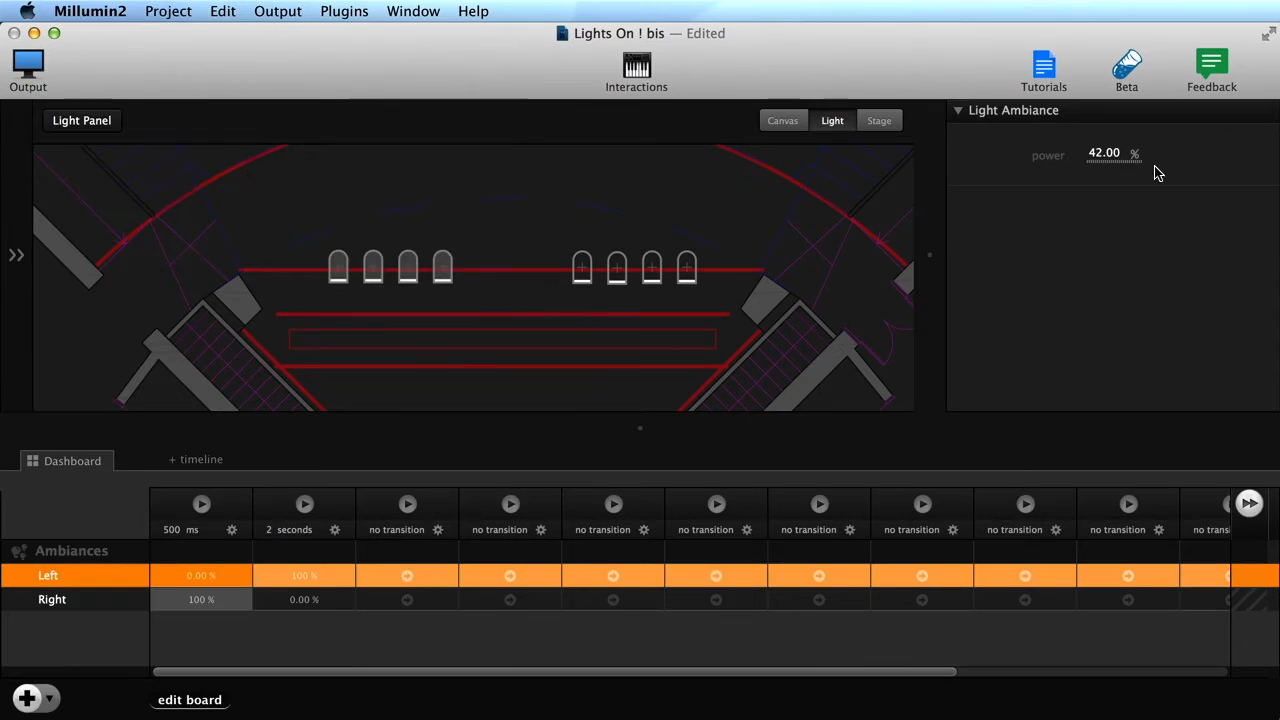 Millumin2 Project Edit Output Plugins Window Help
Lights On ! bis — Edited
Output Interactions Tutorials Beta Feedback
Light Panel Canvas Light Stage
Light Ambiance
power 42.00 %
Dashboard + timeline
500 ms 2 seconds no transition no transition no transition no transition no transition no transition no transition no transition no transi
Ambiances
Left 0.00 % 100 %
Right 100 % 0.00 %
edit board